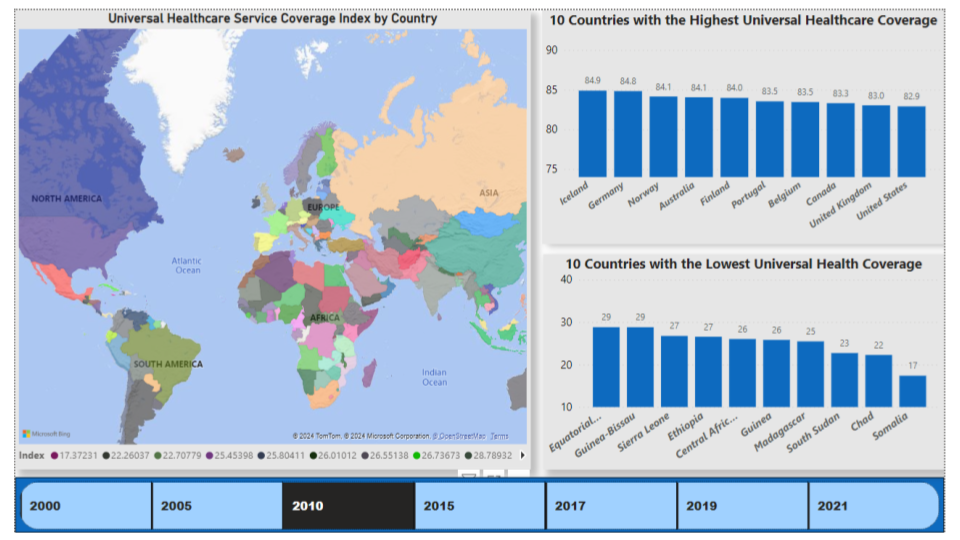 Universal Healthcare Service Coverage Index by Country
NORTH AMERICA
EUROPE
ASIA
Atlantic
Ocean
AFRICA
SOUTH AMERICA
Indian
Ocean
Microsoft Bing
© 2024 TomTom, © 2024 Microsoft Corporation, © OpenStreetMap Terms
Index 17.37231 22.26037 22.70779 25.45398 25.80411 26.01012 26.55138 26.73673 28.78932
10 Countries with the Highest Universal Healthcare Coverage
90
85
80
75
84.9 84.8 84.1 84.1 84.0 83.5 83.5 83.3 83.0 82.9
Iceland Germany Norway Australia Finland Portugal Belgium Canada United Kingdom United States
10 Countries with the Lowest Universal Health Coverage
40
30
20
10
29 29 27 27 26 26 25 23 22 17
Equatorial... Guinea-Bissau Sierra Leone Ethiopia Central Afric... Guinea Madagascar South Sudan Chad Somalia
2000 2005 2010 2015 2017 2019 2021